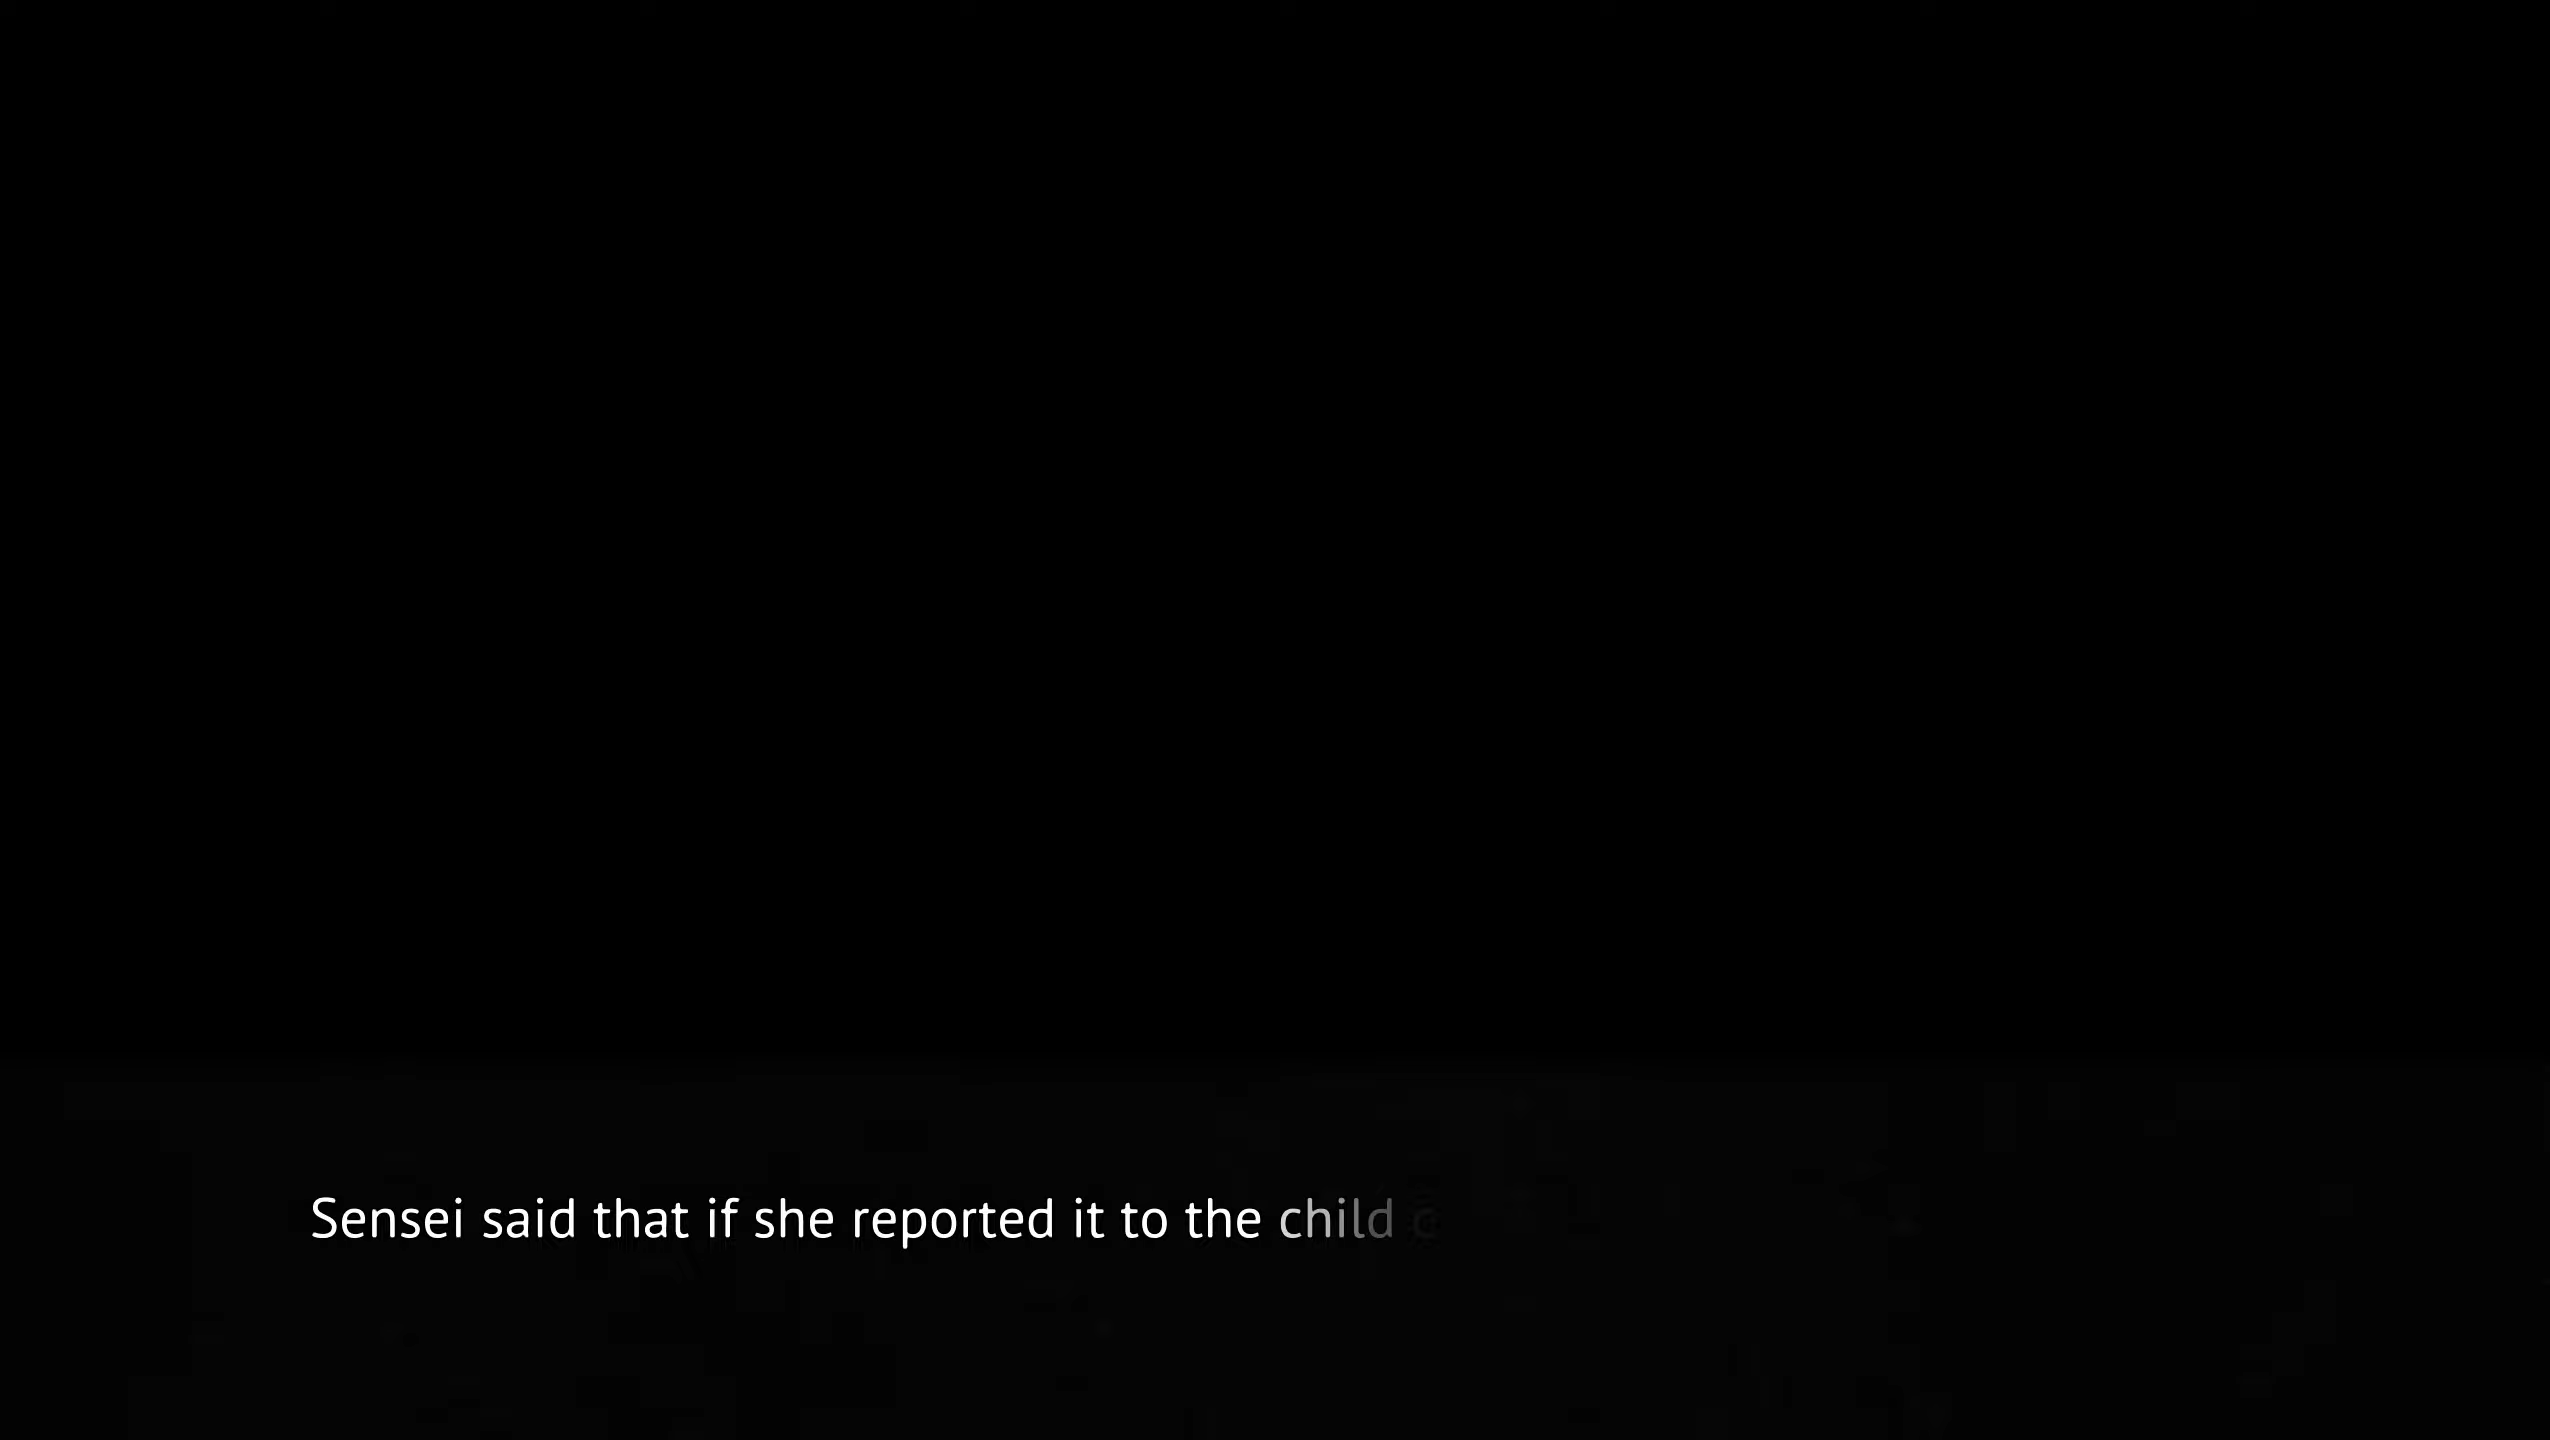 Sensei said that if she reported it to the child